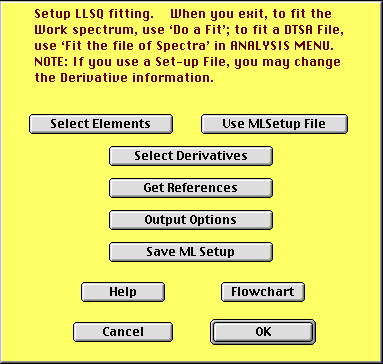 Setup LLSQ fitting.   When you exit, to fit the
Work spectrum, use ‘Do a Fit’; to fit a DTSA File,
use ‘Fit the file of Spectra’ in ANALYSIS MENU.
NOTE: If you use a Set-up File, you may change
the Derivative information.
Select Elements
Use MLSetup File
Select Derivatives
Get References
Output Options
Save ML Setup
Help
Flowchart
Cancel
OK